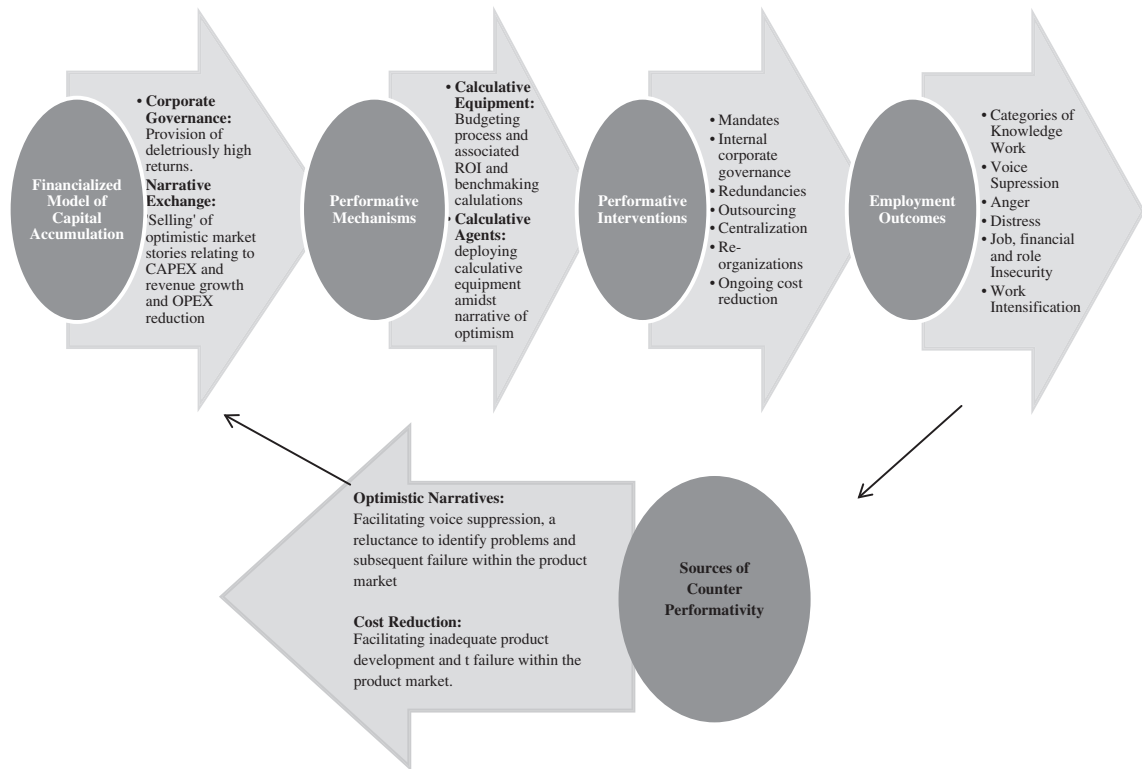 Financialized
Model of
Capital
Accumulation
• Corporate
Governance:
Provision of
deletriously high
returns.
Narrative
Exchange:
'Selling' of
optimistic market
stories relating to
CAPEX and
revenue growth
and OPEX
reduction
Performative
Mechanisms
• Calculative
Equipment:
Budgeting
process and
associated
ROI and
benchmaking
calulations
• Calculative
Agents:
deploying
calculative
equipment
amidst
narrative of
optimism
Performative
Interventions
• Mandates
• Internal
corporate
governance
• Redundancies
• Outsourcing
• Centralization
• Re-
organizations
• Ongoing cost
reduction
Employment
Outcomes
• Categories of
Knowledge
Work
• Voice
Supression
• Anger
• Distress
• Job, financial
and role
Insecurity
• Work
Intensification
Optimistic Narratives:
Facilitating voice suppression, a
reluctance to identify problems and
subsequent failure within the product
market
Cost Reduction:
Facilitating inadequate product
development and t failure within the
product market.
Sources of
Counter
Performativity